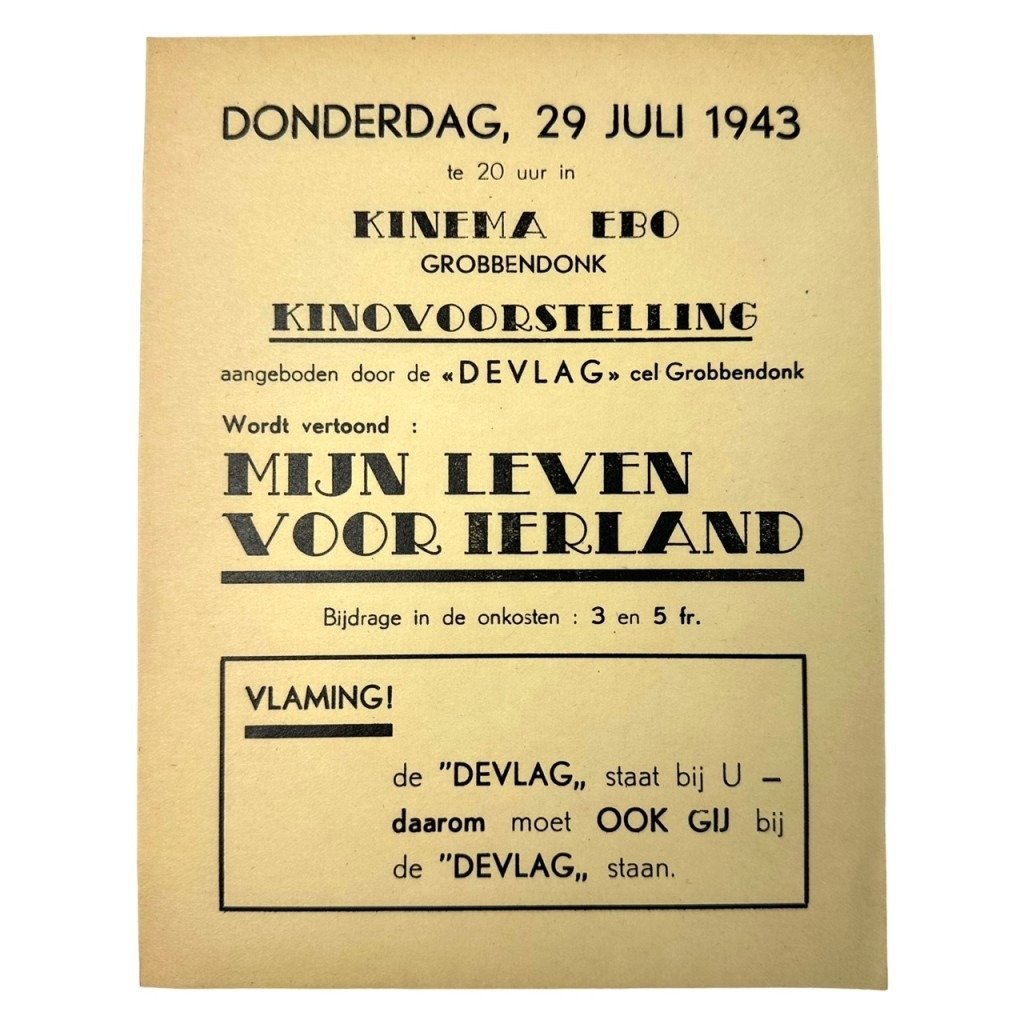 DONDERDAG, 29 JULI 1943
te 20 uur in
KINEMA EBO
GROBBENDONK
KINOVOORSTELLING
aangeboden door de «DEVLAG» cel Grobbendonk
Wordt vertoond :
MIJN LEVEN
VOOR IERLAND
Bijdrage in de onkosten : 3 en 5 fr.
VLAMING!
de "DEVLAG„ staat bij U –
daarom moet OOK GIJ bij
de "DEVLAG„ staan.